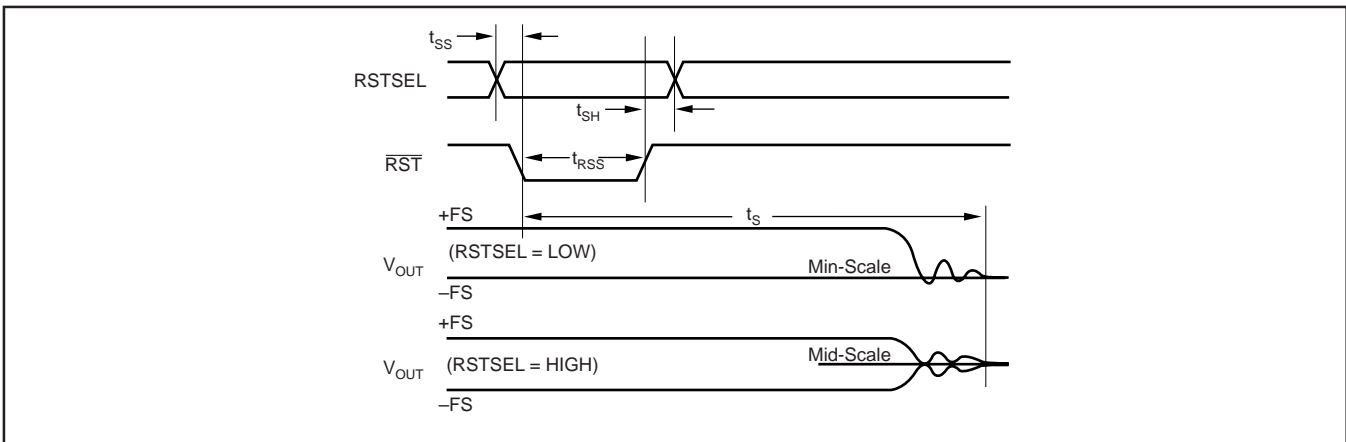 tSS
RSTSEL
tSH
RST
tRSS
+FS
tS
(RSTSEL = LOW)
VOUT
Min-Scale
–FS
+FS
Mid-Scale
VOUT
(RSTSEL = HIGH)
–FS